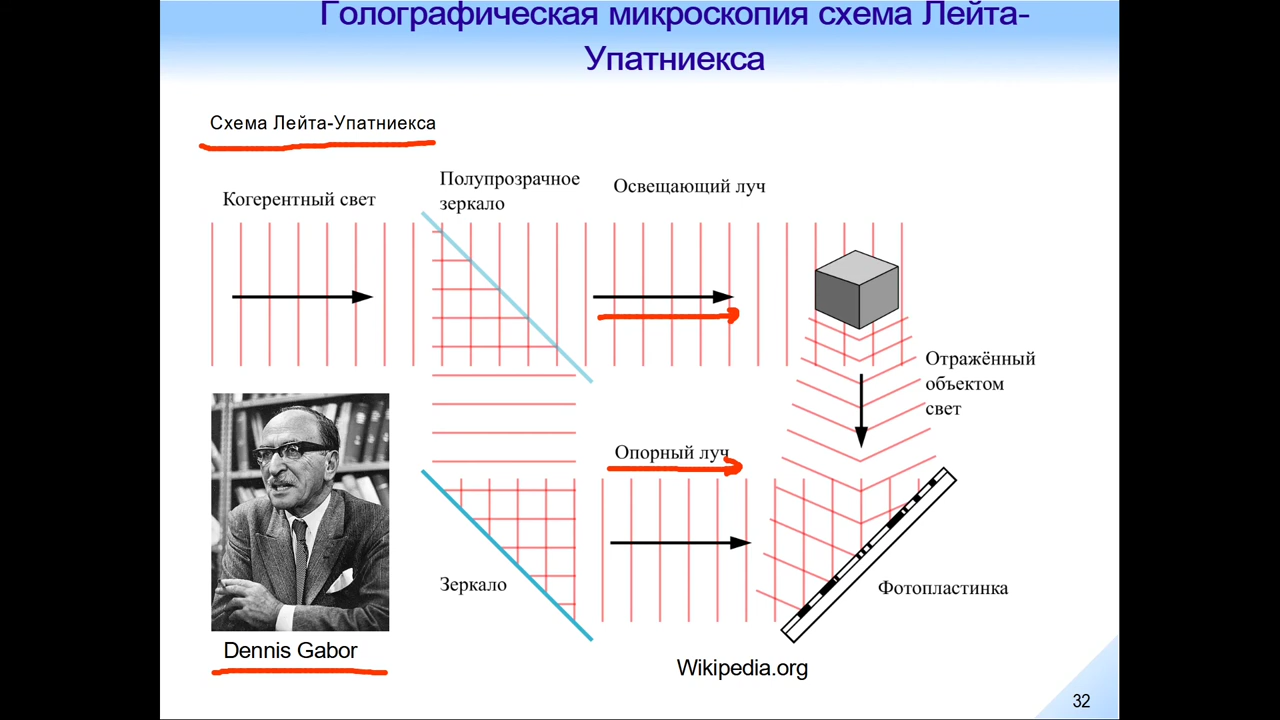 Голографическая микроскопия схема Лейта-
Упатниекса
Схема Лейта-Упатниекса
Когерентный свет
Полупрозрачное
зеркало
Освещающий луч
Отражённый
объектом
свет
Опорный луч
Зеркало
Фотопластинка
Dennis Gabor
Wikipedia.org
32